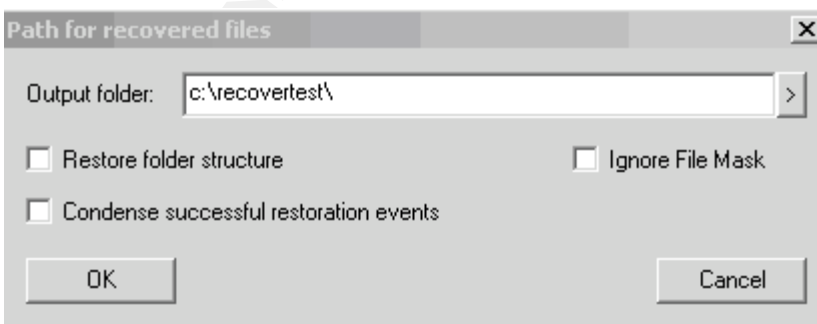 Path for recovered files
Output folder: c:\recovertest\ >
Restore folder structure Ignore File Mask
Condense successful restoration events
OK Cancel